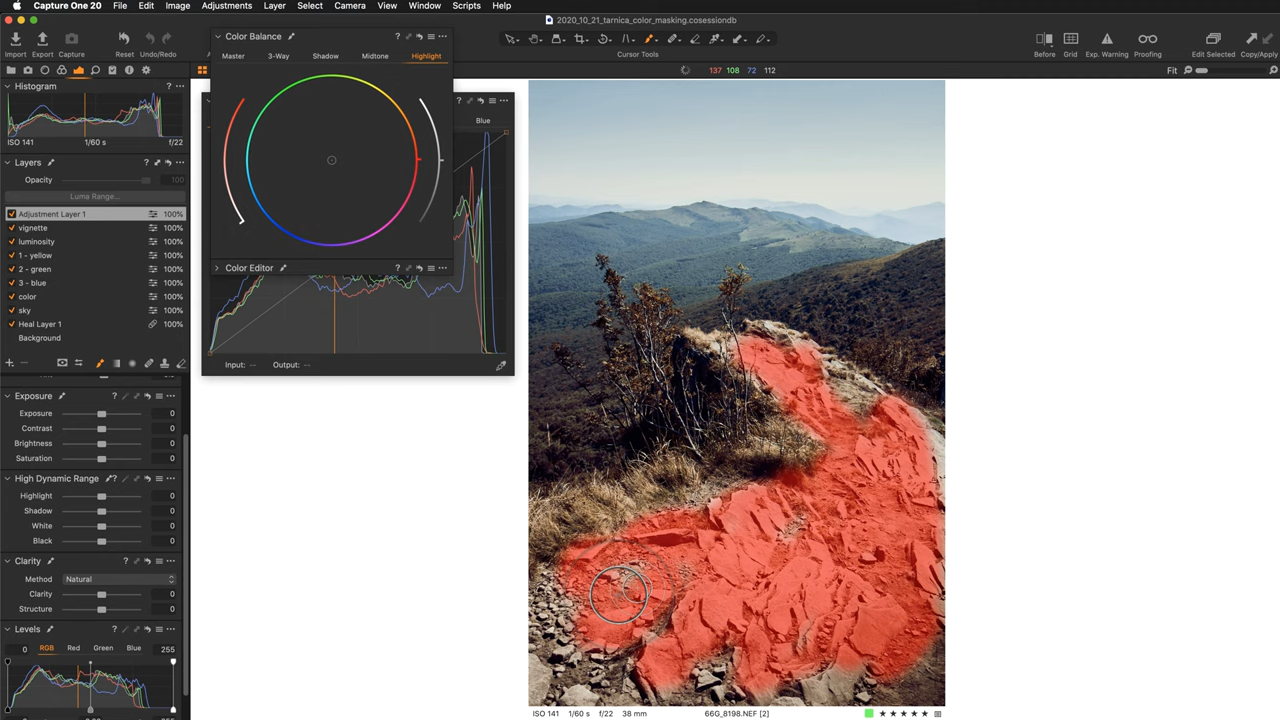 Capture One 20 File Edit Image Adjustments Layer Select Camera View Window Scripts Help
2020_10_21_tarnica_color_masking.cosessiondb
Import Export Capture Reset Undo/Redo Cursor Tools Before Grid Exp. Warning Proofing Edit Selected Copy/Apply
137 108 72 112 Fit
Histogram ?
ISO 141 1/60 s f/22
Layers ?
Opacity 100
Luma Range...
Adjustment Layer 1 100%
vignette 100%
luminosity 100%
1 - yellow 100%
2 - green 100%
3 - blue 100%
color 100%
sky 100%
Heal Layer 1 100%
Background
Exposure ?
Exposure 0
Contrast 0
Brightness 0
Saturation 0
High Dynamic Range ?
Highlight 0
Shadow 0
White 0
Black 0
Clarity ?
Method Natural
Clarity 0
Structure 0
Levels ?
0 RGB Red Green Blue 255
Color Balance ?
Master 3-Way Shadow Midtone Highlight
Color Editor ?
?
Blue
Input: -- Output: --
ISO 141 1/60 s f/22 38 mm 66G_8198.NEF [2]